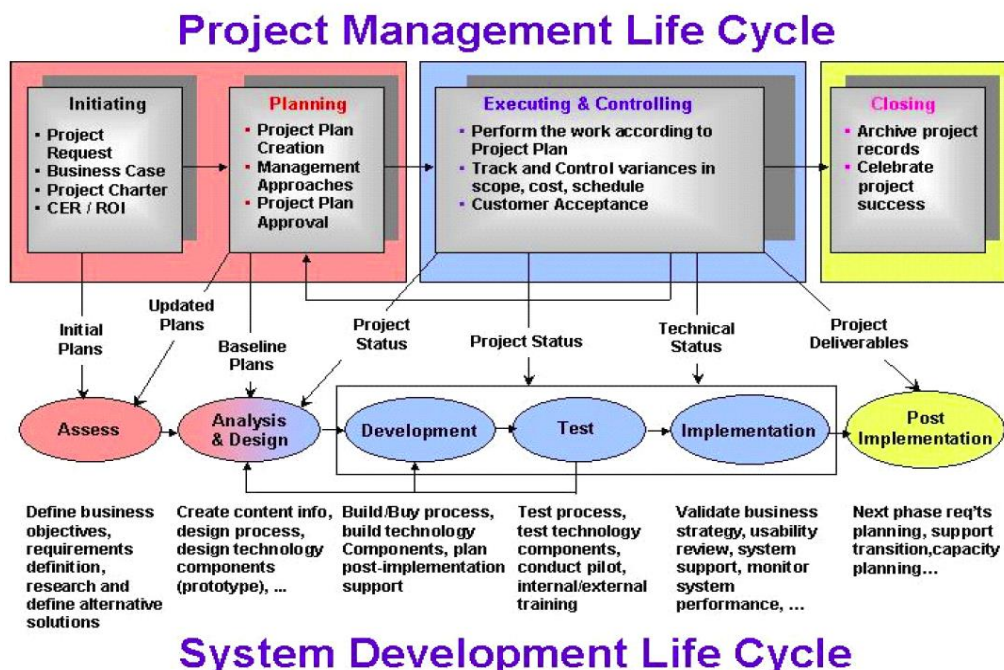 Project Management Life Cycle
Initiating
▪ Project
Request
▪ Business Case
▪ Project Charter
▪ CER / ROI
Planning
▪ Project Plan
Creation
▪ Management
Approaches
▪ Project Plan
Approval
Executing & Controlling
▪ Perform the work according to
Project Plan
▪ Track and Control variances in
scope, cost, schedule
▪ Customer Acceptance
Closing
▪ Archive project
records
▪ Celebrate
project
success
Initial
Plans
Updated
Plans
Baseline
Plans
Project
Status
Project Status
Technical
Status
Project
Deliverables
Assess
Analysis
& Design
Development
Test
Implementation
Post
Implementation
Define business
objectives,
requirements
definition,
research and
define alternative
solutions
Create content info,
design process,
design technology
components
(prototype), ...
Build/Buy process,
build technology
Components, plan
post-implementation
support
Test process,
test technology
components,
conduct pilot,
internal/external
training
Validate business
strategy, usability
review, system
support, monitor
system
performance, ...
Next phase req'ts
planning, support
transition,capacity
planning...
System Development Life Cycle